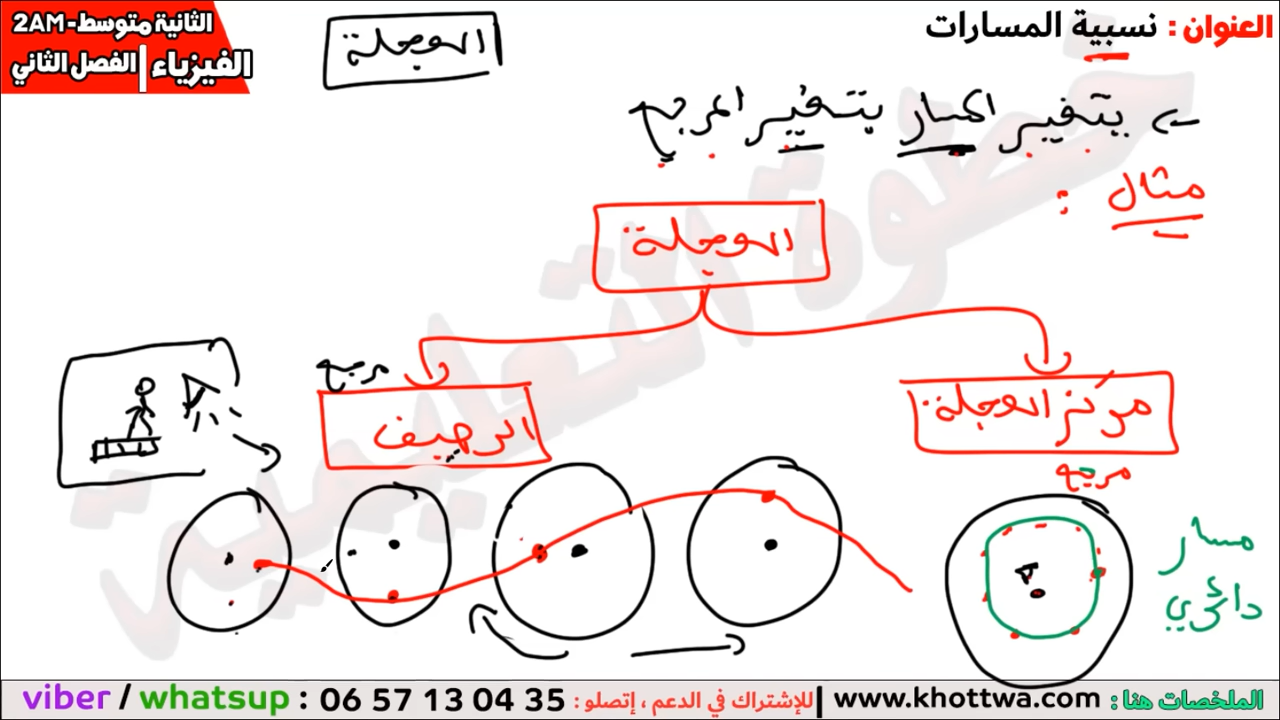 العنوان : نسبية المسارات
الثانية متوسط - 2AM
الفيزياء | الفصل الثاني
العجلة
← يتغير المسار بتغير المرجع
مثال :
العجلة
مرجع
الرصيف
مركز العجلة
مرجع
مسار
دائري
خطوة التعليمية
الملخصات هنا : www.khottwa.com | للإشتراك في الدعم ، إتصلو : viber / whatsup : 06 57 13 04 35